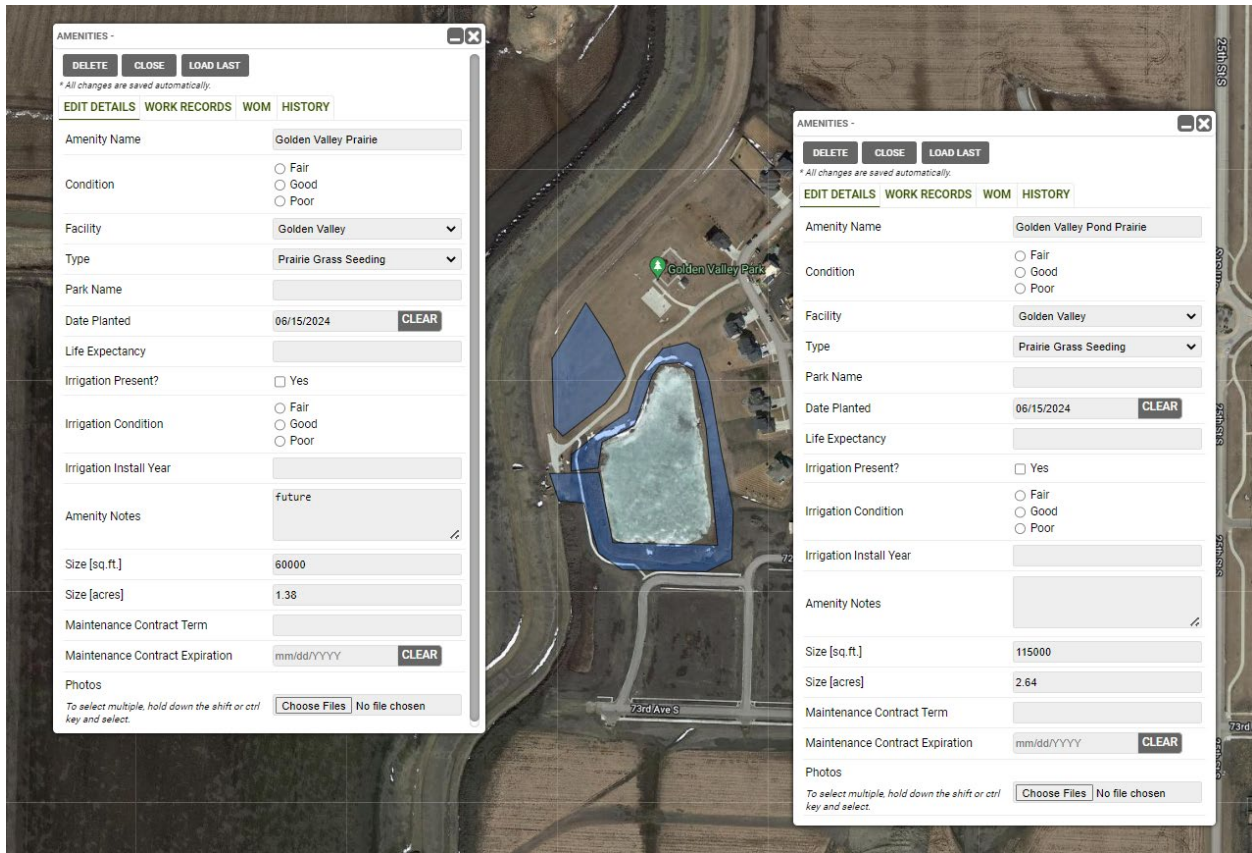 AMENITIES -
DELETE CLOSE LOAD LAST
* All changes are saved automatically.
EDIT DETAILS WORK RECORDS WOM HISTORY
Amenity Name Golden Valley Prairie
Condition
Fair
Good
Poor
Facility Golden Valley
Type Prairie Grass Seeding
Park Name
Date Planted 06/15/2024 CLEAR
Life Expectancy
Irrigation Present? Yes
Irrigation Condition
Fair
Good
Poor
Irrigation Install Year
Amenity Notes future
Size [sq.ft.] 60000
Size [acres] 1.38
Maintenance Contract Term
Maintenance Contract Expiration mm/dd/YYYY CLEAR
Photos
To select multiple, hold down the shift or ctrl
key and select.
Choose Files No file chosen
Golden Valley Park
72
73rd Ave S
AMENITIES -
DELETE CLOSE LOAD LAST
* All changes are saved automatically.
EDIT DETAILS WORK RECORDS WOM HISTORY
Amenity Name Golden Valley Pond Prairie
Condition
Fair
Good
Poor
Facility Golden Valley
Type Prairie Grass Seeding
Park Name
Date Planted 06/15/2024 CLEAR
Life Expectancy
Irrigation Present? Yes
Irrigation Condition
Fair
Good
Poor
Irrigation Install Year
Amenity Notes
Size [sq.ft.] 115000
Size [acres] 2.64
Maintenance Contract Term
Maintenance Contract Expiration mm/dd/YYYY CLEAR
Photos
To select multiple, hold down the shift or ctrl
key and select.
Choose Files No file chosen
25th St S
25th St S
25th St S
73rd